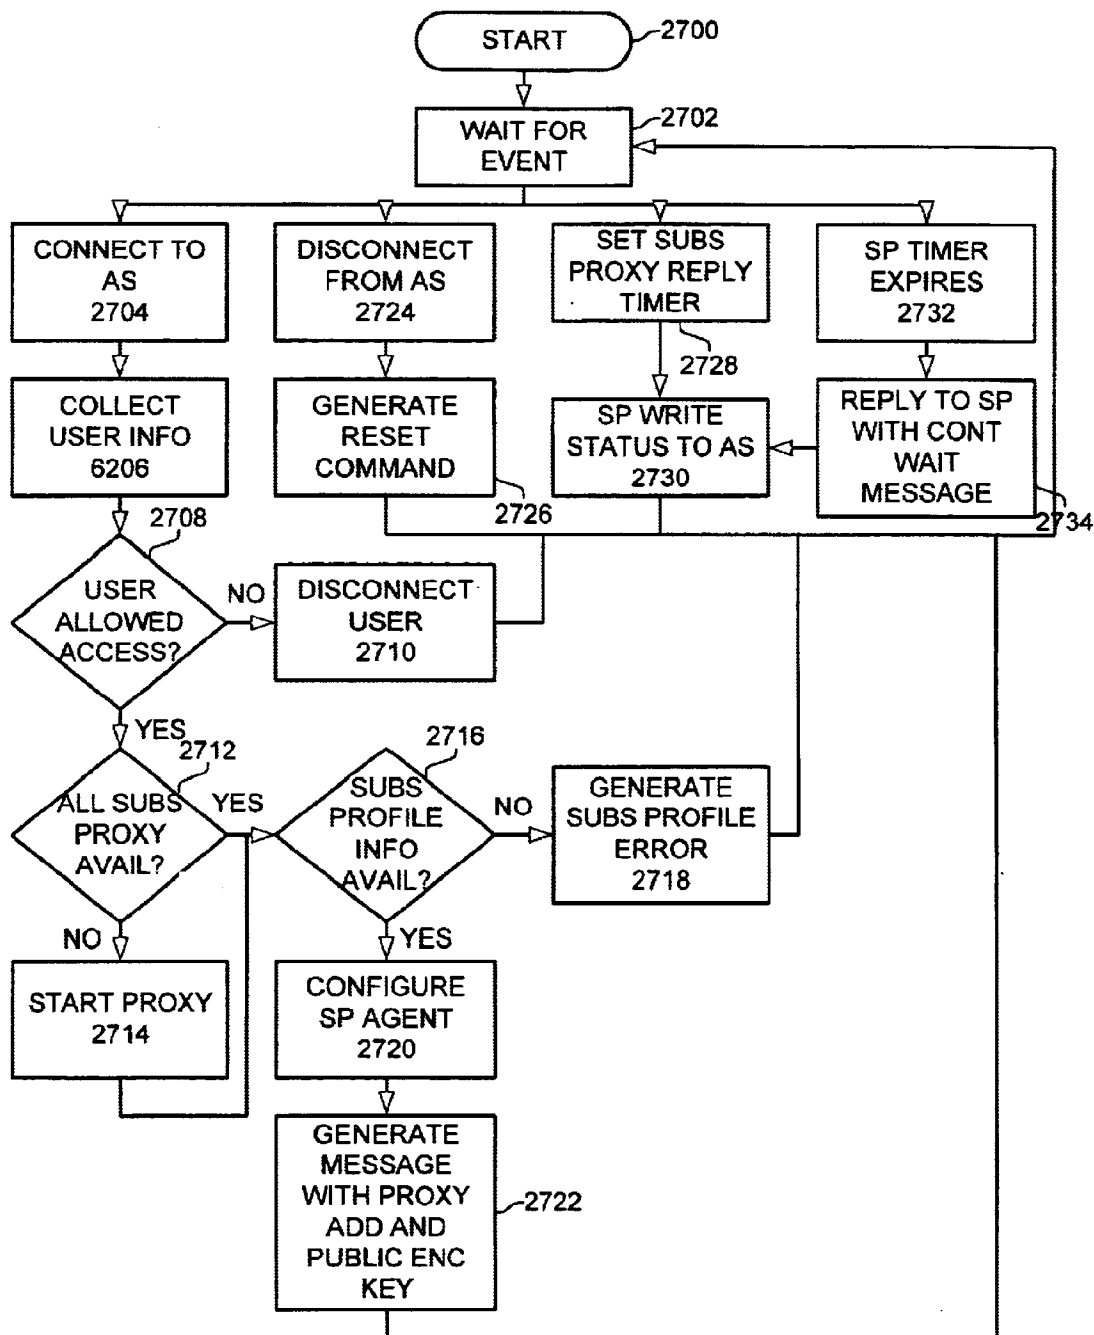 START
2700
WAIT FOR
EVENT
2702
CONNECT TO
AS
2704
DISCONNECT
FROM AS
2724
SET SUBS
PROXY REPLY
TIMER
2728
SP TIMER
EXPIRES
2732
COLLECT
USER INFO
6206
GENERATE
RESET
COMMAND
2726
SP WRITE
STATUS TO AS
2730
REPLY TO SP
WITH CONT
WAIT
MESSAGE
2734
2708
USER
ALLOWED
ACCESS?
NO
DISCONNECT
USER
2710
YES
2712
ALL SUBS
PROXY
AVAIL?
YES
2716
SUBS
PROFILE
INFO
AVAIL?
NO
GENERATE
SUBS PROFILE
ERROR
2718
NO
YES
START PROXY
2714
CONFIGURE
SP AGENT
2720
GENERATE
MESSAGE
WITH PROXY
ADD AND
PUBLIC ENC
KEY
2722